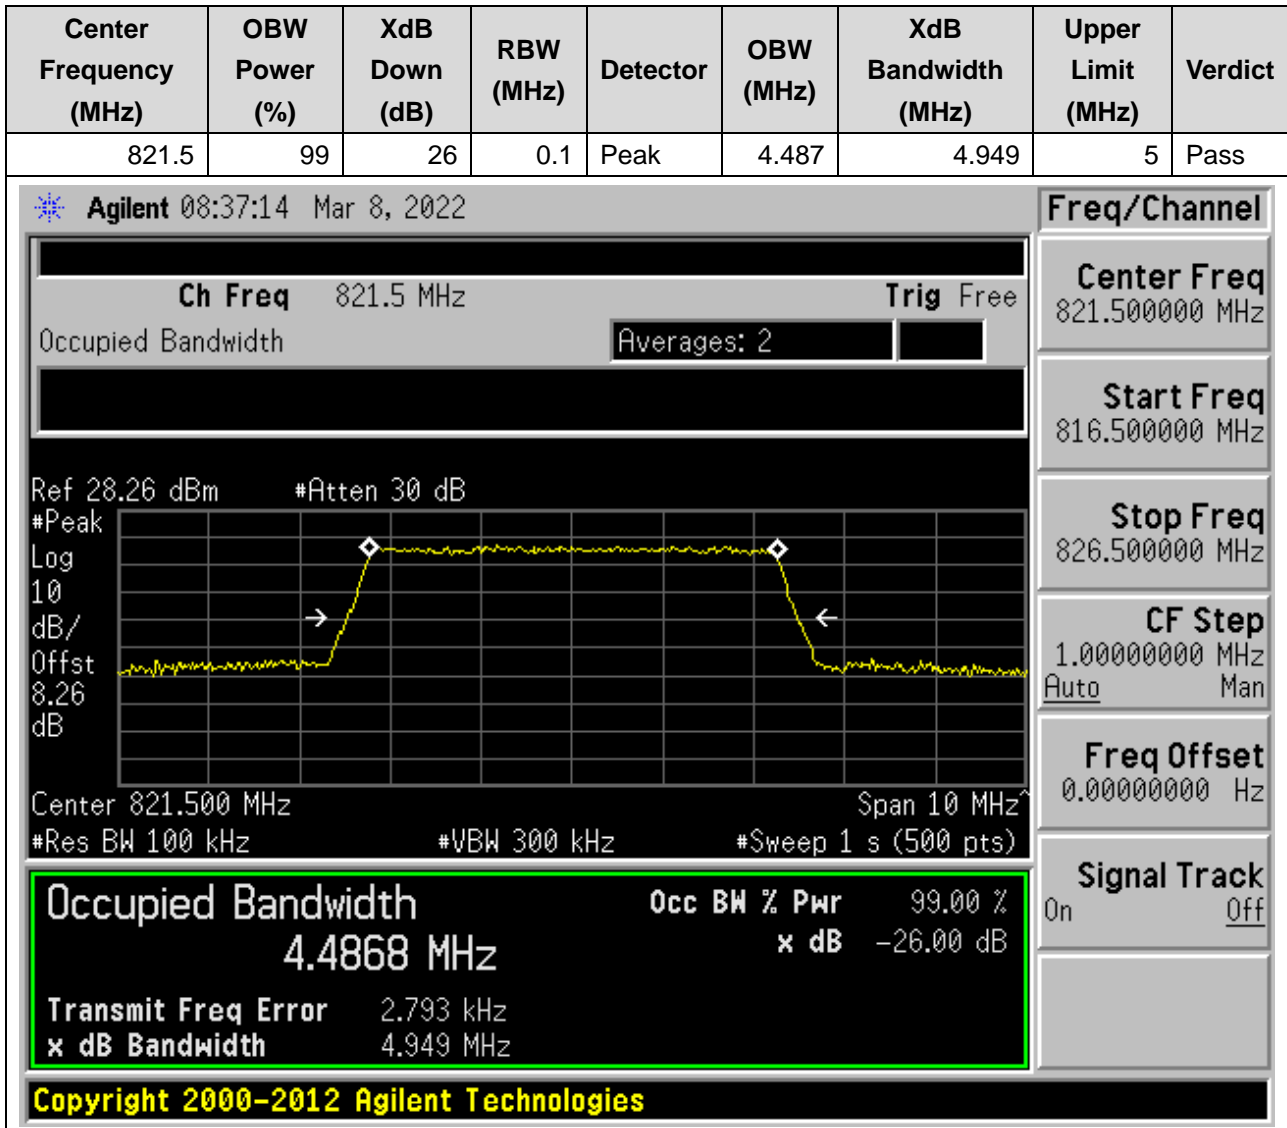 Center Frequency (MHz) OBW Power (%) XdB Down (dB) RBW (MHz) Detector OBW (MHz) XdB Bandwidth (MHz) Upper Limit (MHz) Verdict
821.5 99 26 0.1 Peak 4.487 4.949 5 Pass
Agilent 08:37:14 Mar 8, 2022
Ch Freq 821.5 MHz Trig Free
Occupied Bandwidth Averages: 2
Ref 28.26 dBm #Atten 30 dB
#Peak
Log
10
dB/
Offst
8.26
dB
Center 821.500 MHz Span 10 MHz^
#Res BW 100 kHz #VBW 300 kHz #Sweep 1 s (500 pts)
Occupied Bandwidth Occ BW % Pwr 99.00 %
4.4868 MHz x dB -26.00 dB
Transmit Freq Error 2.793 kHz
x dB Bandwidth 4.949 MHz
Copyright 2000-2012 Agilent Technologies
Freq/Channel
Center Freq
821.500000 MHz
Start Freq
816.500000 MHz
Stop Freq
826.500000 MHz
CF Step
1.00000000 MHz
Auto Man
Freq Offset
0.00000000 Hz
Signal Track
On Off